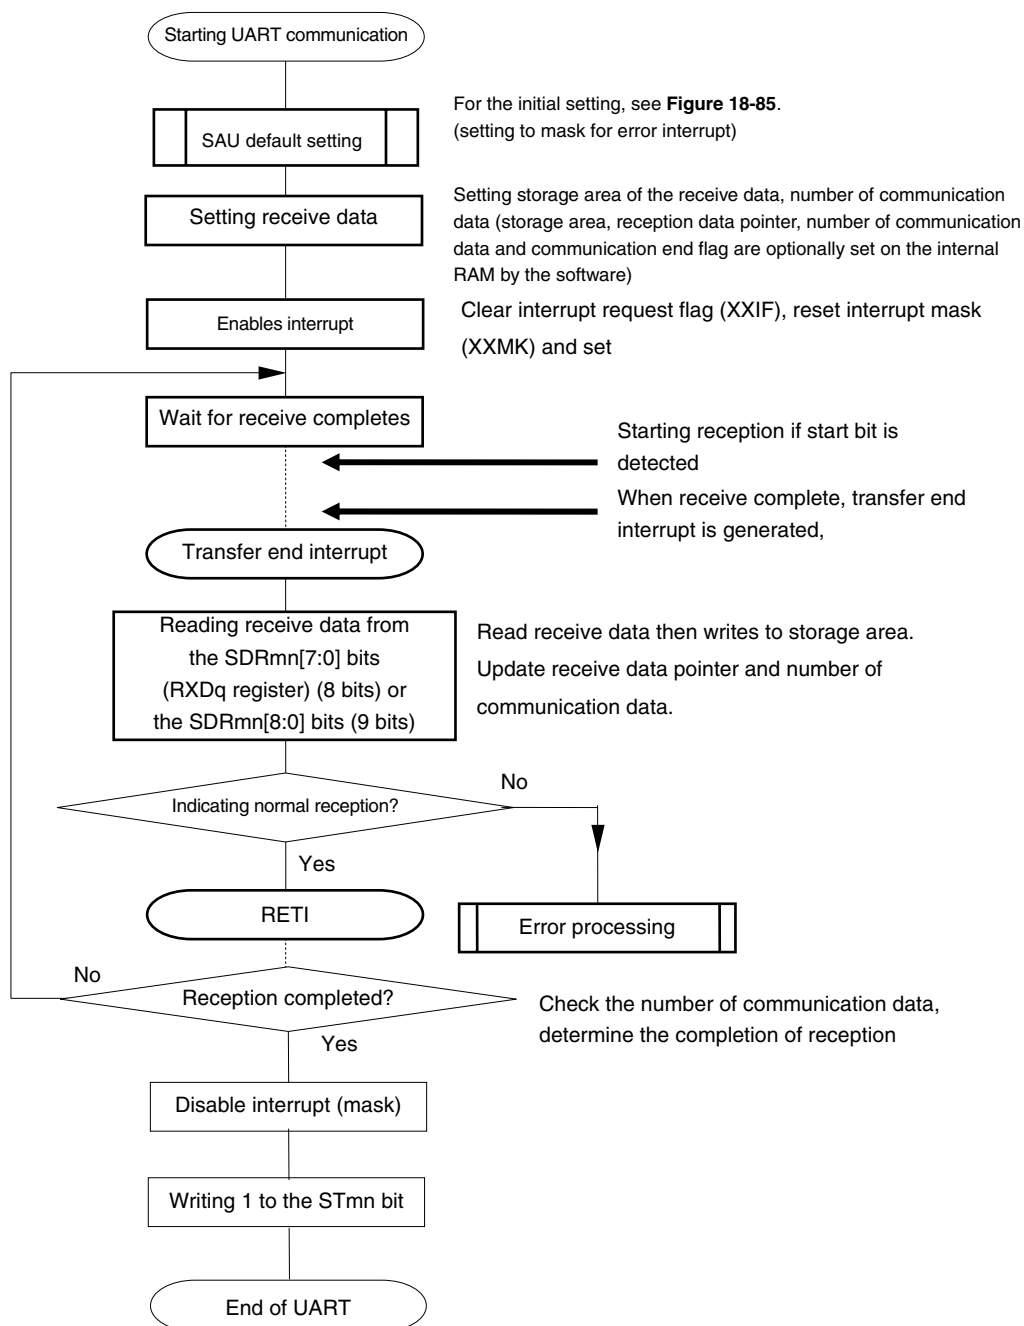 Starting UART communication
For the initial setting, see Figure 18-85.
(setting to mask for error interrupt)
SAU default setting
Setting storage area of the receive data, number of communication
data (storage area, reception data pointer, number of communication
data and communication end flag are optionally set on the internal
RAM by the software)
Setting receive data
Enables interrupt
Clear interrupt request flag (XXIF), reset interrupt mask
(XXMK) and set
Wait for receive completes
Starting reception if start bit is
detected
When receive complete, transfer end
interrupt is generated,
Transfer end interrupt
Reading receive data from
the SDRmn[7:0] bits
(RXDq register) (8 bits) or
the SDRmn[8:0] bits (9 bits)
Read receive data then writes to storage area.
Update receive data pointer and number of
communication data.
Indicating normal reception?
No
Yes
RETI
Error processing
No
Reception completed?
Check the number of communication data,
determine the completion of reception
Yes
Disable interrupt (mask)
Writing 1 to the STmn bit
End of UART